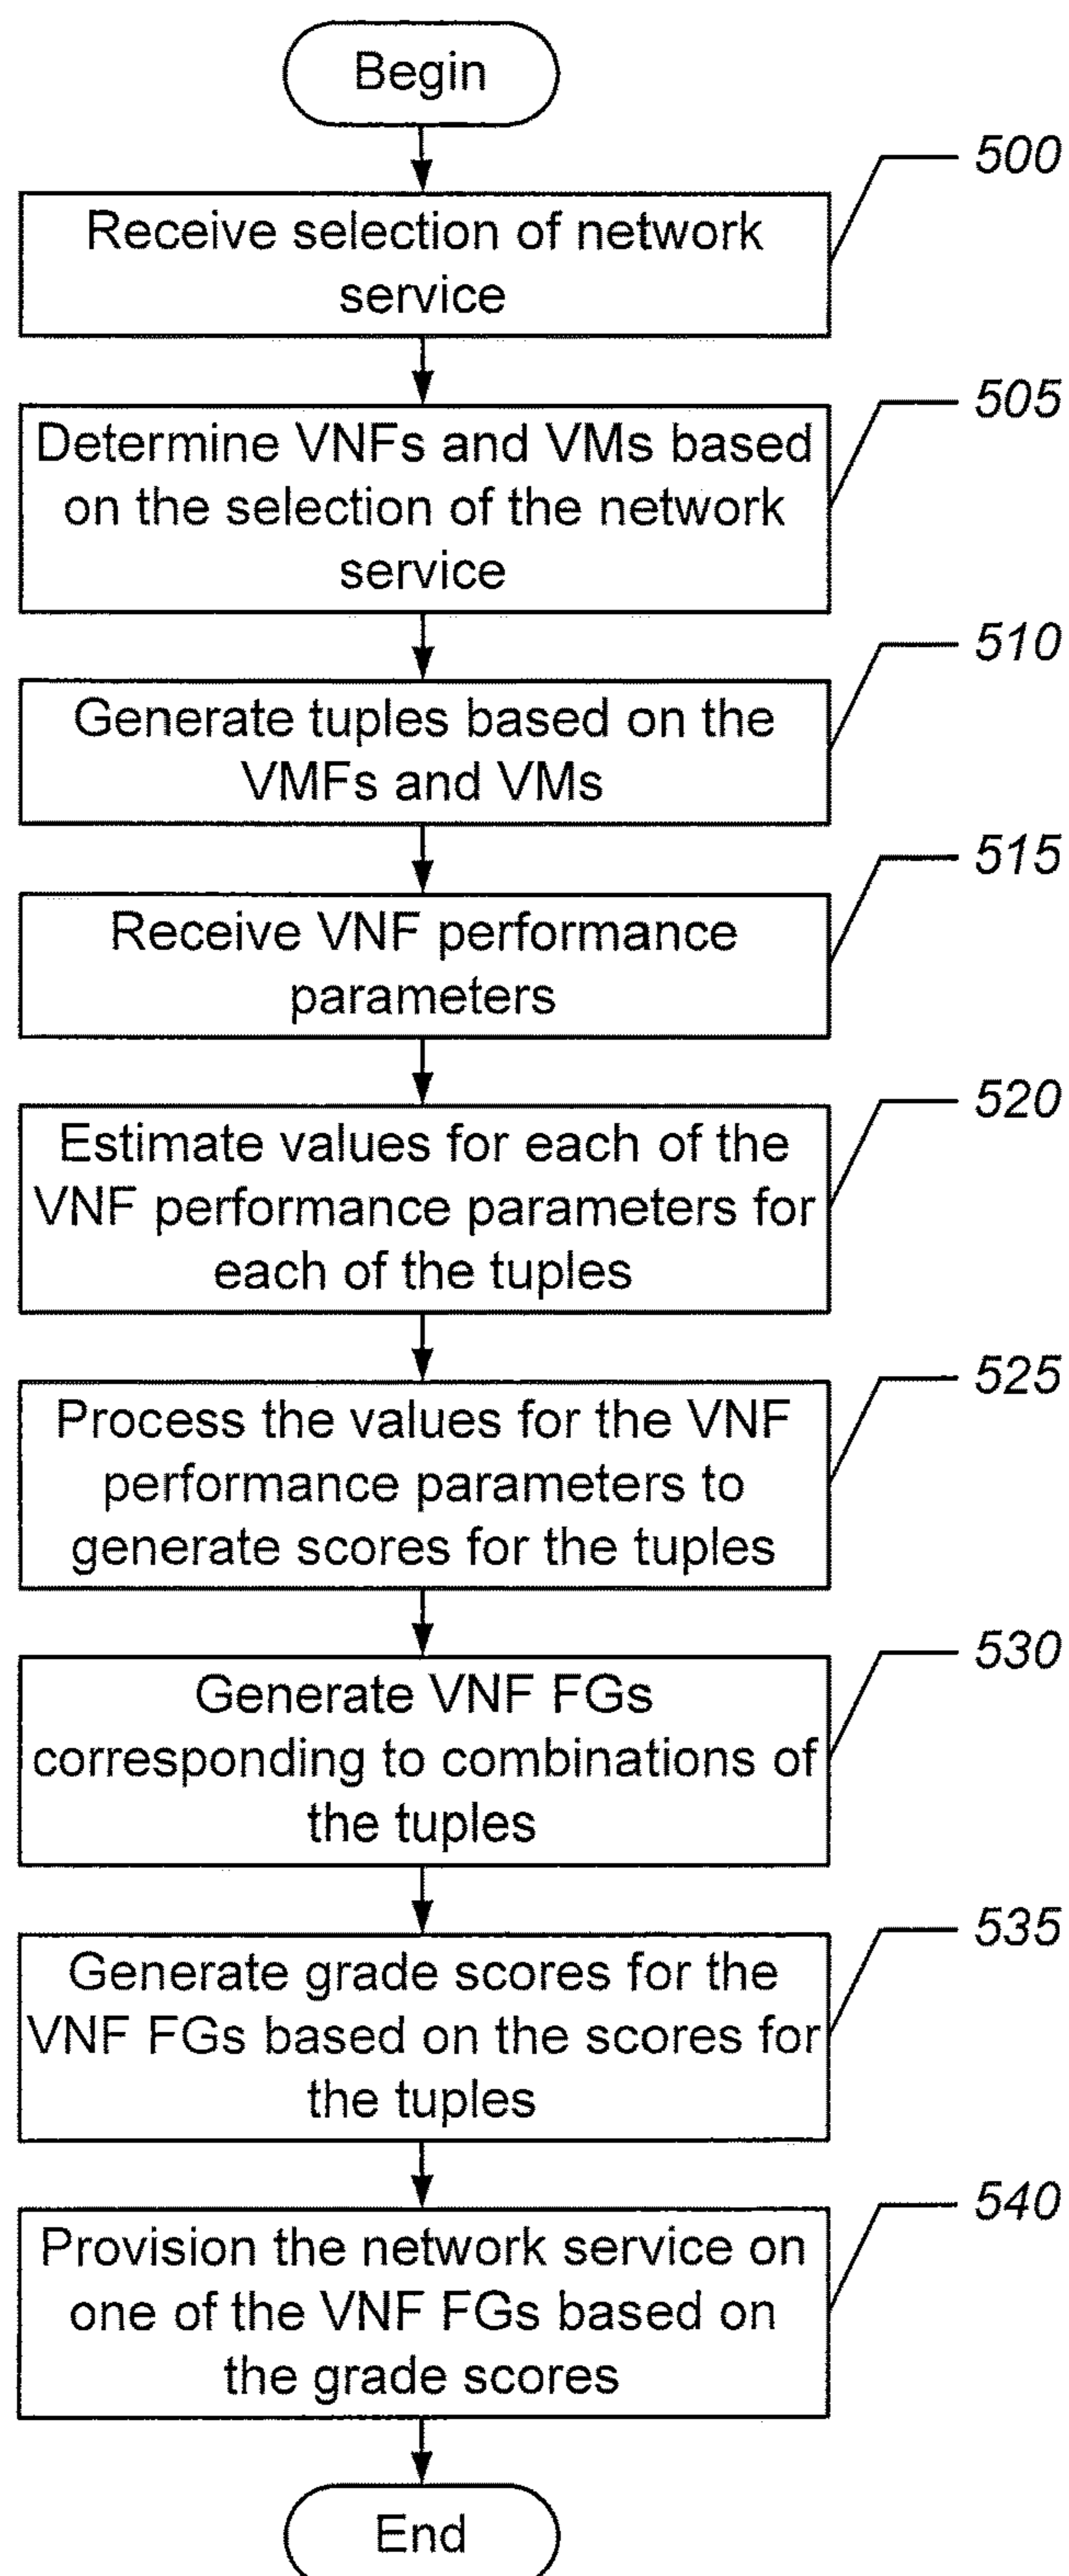 Begin
500
Receive selection of network
service
505
Determine VNFs and VMs based
on the selection of the network
service
510
Generate tuples based on the
VMFs and VMs
515
Receive VNF performance
parameters
520
Estimate values for each of the
VNF performance parameters for
each of the tuples
525
Process the values for the VNF
performance parameters to
generate scores for the tuples
530
Generate VNF FGs
corresponding to combinations of
the tuples
535
Generate grade scores for the
VNF FGs based on the scores for
the tuples
540
Provision the network service on
one of the VNF FGs based on
the grade scores
End